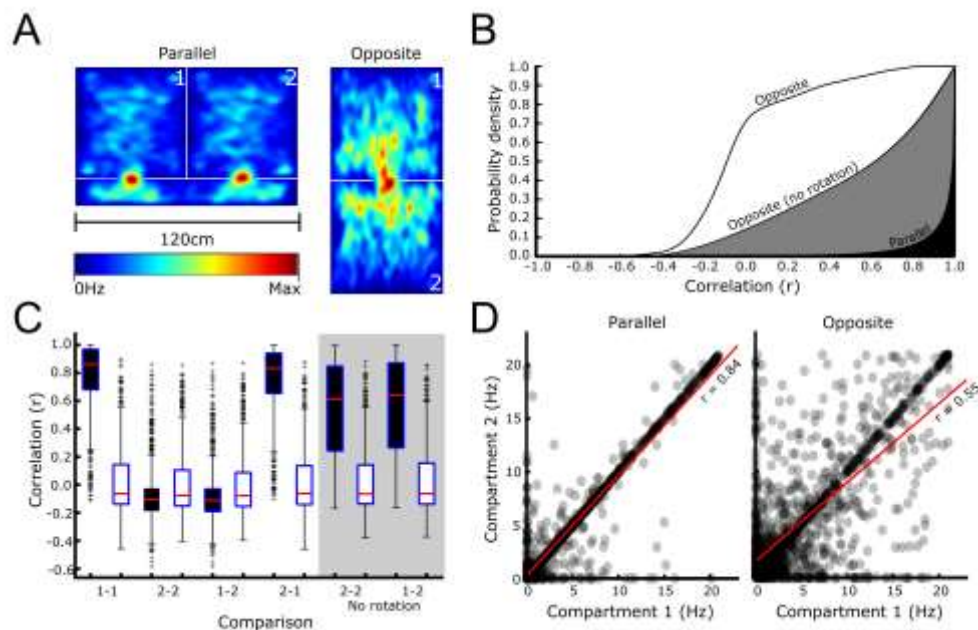 A
Parallel
Opposite
1
2
1
2
120cm
0Hz
Max
B
Probability density
1.0
0.9
0.8
0.7
0.6
0.5
0.4
0.3
0.2
0.1
0.0
Opposite
Opposite (no rotation)
Parallel
-1.0 -0.8 -0.6 -0.4 -0.2 0.0 0.2 0.4 0.6 0.8 1.0
Correlation (r)
C
Correlation (r)
1.0
0.8
0.6
0.4
0.2
0.0
-0.2
-0.4
-0.6
1-1 2-2 1-2 2-1 2-2 1-2
No rotation
Comparison
D
Parallel
Opposite
Compartment 2 (Hz)
20
15
10
5
0
r = 0.84
r = 0.55
0 5 10 15 20
0 5 10 15 20
Compartment 1 (Hz)
Compartment 1 (Hz)